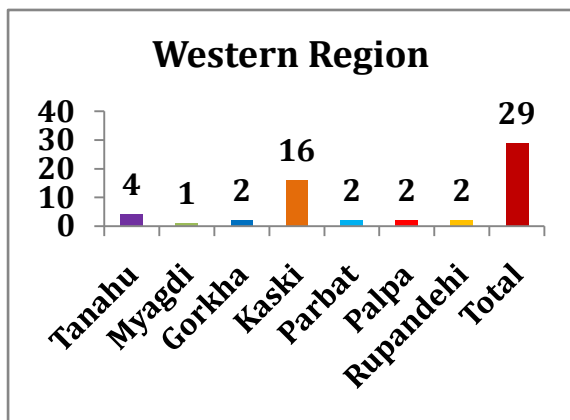 Western Region
40
30
20
10
0
4
1
2
16
2
2
2
29
Tanahu
Myagdi
Gorkha
Kaski
Parbat
Palpa
Rupandehi
Total